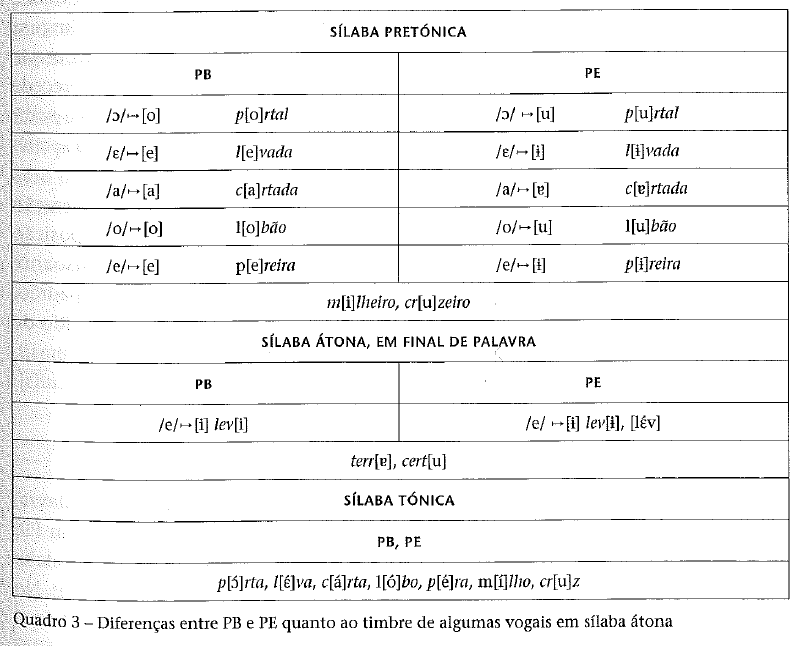 SÍLABA PRETÓNICA
PB PE
/ɔ/↦[o] p[o]rtal /ɔ/ ↦[u] p[u]rtal
/ɛ/↦[e] l[e]vada /ɛ/↦[ɨ] l[ɨ]vada
/a/↦[a] c[a]rtada /a/↦[ɐ] c[ɐ]rtada
/o/↦[o] l[o]bão /o/↦[u] l[u]bão
/e/↦[e] p[e]reira /e/↦[ɨ] p[ɨ]reira
m[i]lheiro, cr[u]zeiro
SÍLABA ÁTONA, EM FINAL DE PALAVRA
PB PE
/e/↦[i] lev[i] /e/ ↦[ɨ] lev[ɨ], [lɛ́v]
terr[ɐ], cert[u]
SÍLABA TÓNICA
PB, PE
p[ɔ́]rta, l[ɛ́]va, c[á]rta, l[ó]bo, p[é]ra, m[í]lho, cr[u]z
Quadro 3 – Diferenças entre PB e PE quanto ao timbre de algumas vogais em sílaba átona